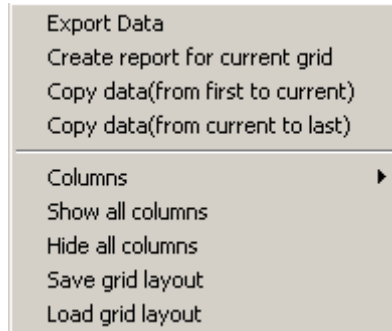 Export Data
Create report for current grid
Copy data(from first to current)
Copy data(from current to last)
Columns
Show all columns
Hide all columns
Save grid layout
Load grid layout